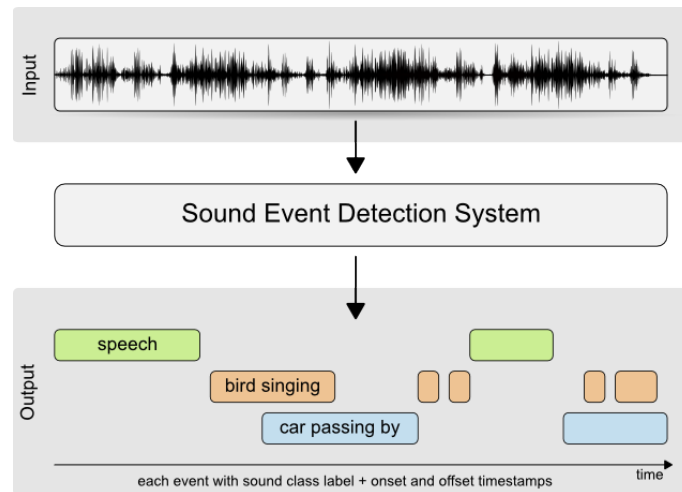 Input
Sound Event Detection System
Output
speech
bird singing
car passing by
time
each event with sound class label + onset and offset timestamps